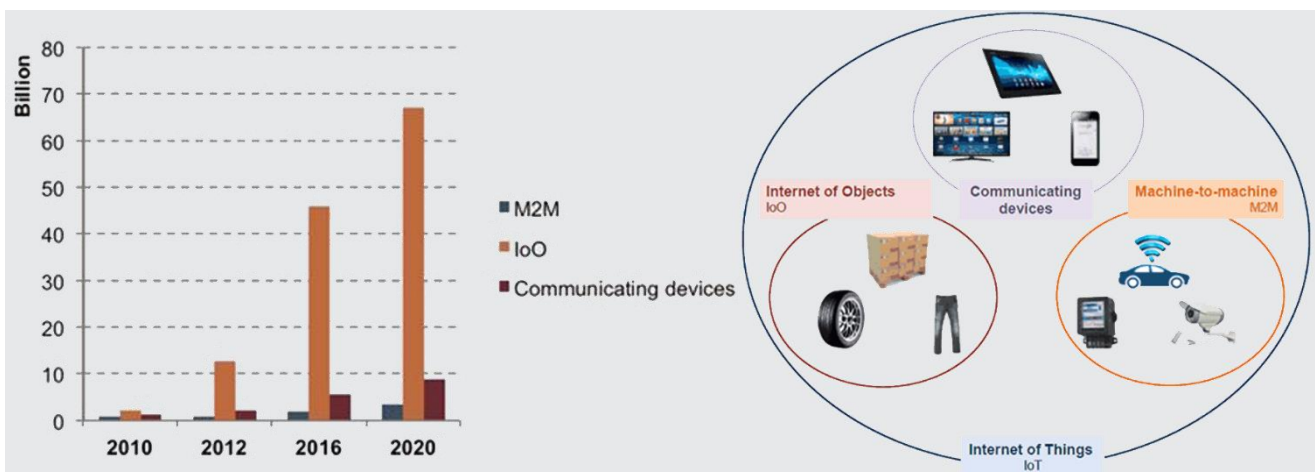 Billion
80
70
60
50
40
30
20
10
0
2010 2012 2016 2020
M2M
IoO
Communicating devices
Internet of Objects
IoO
Communicating
devices
Machine-to-machine
M2M
Internet of Things
IoT